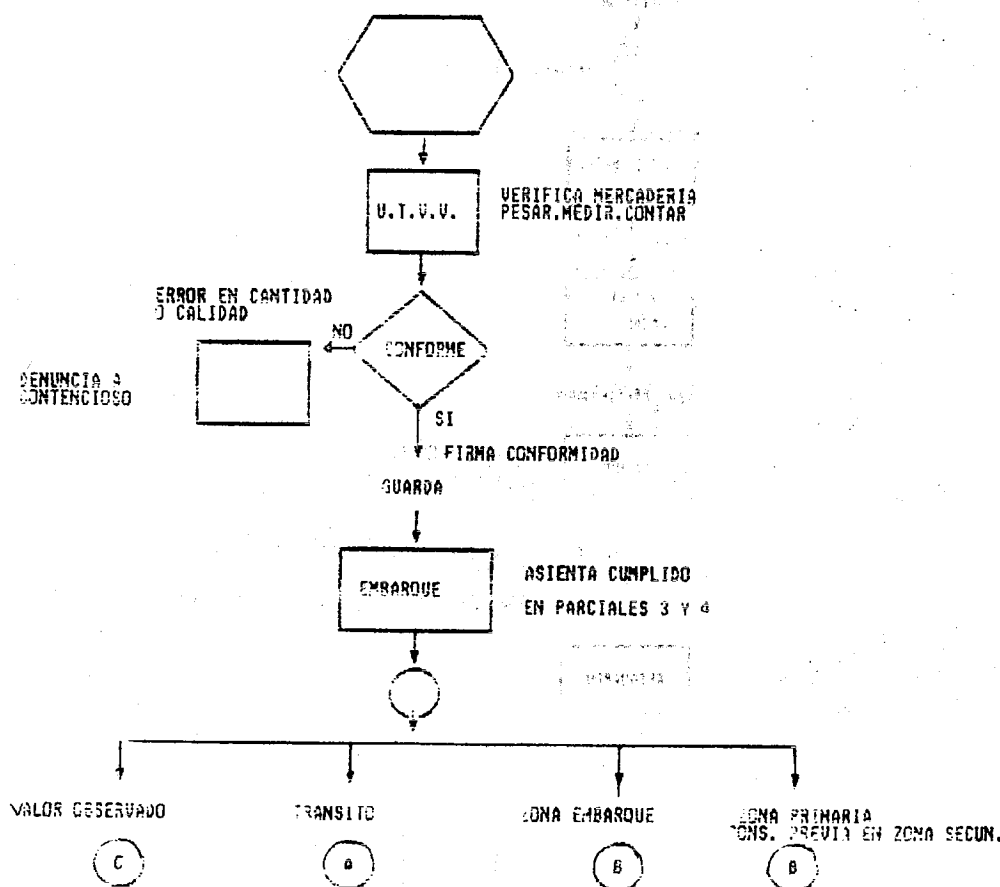 U.T.V.V.
VERIFICA MERCADERIA
PESAR.MEDIR.CONTAR
ERROR EN CANTIDAD
O CALIDAD
NO
CONFORME
DENUNCIA A
CONTENCIOSO
SI
FIRMA CONFORMIDAD
GUARDA
EMBARQUE
ASIENTA CUMPLIDO
EN PARCIALES 3 Y 4
VALOR OBSERVADO
TRANSITO
ZONA EMBARQUE
ZONA PRIMARIA
CONS. PREVIA EN ZONA SECUN.
C
A
B
B